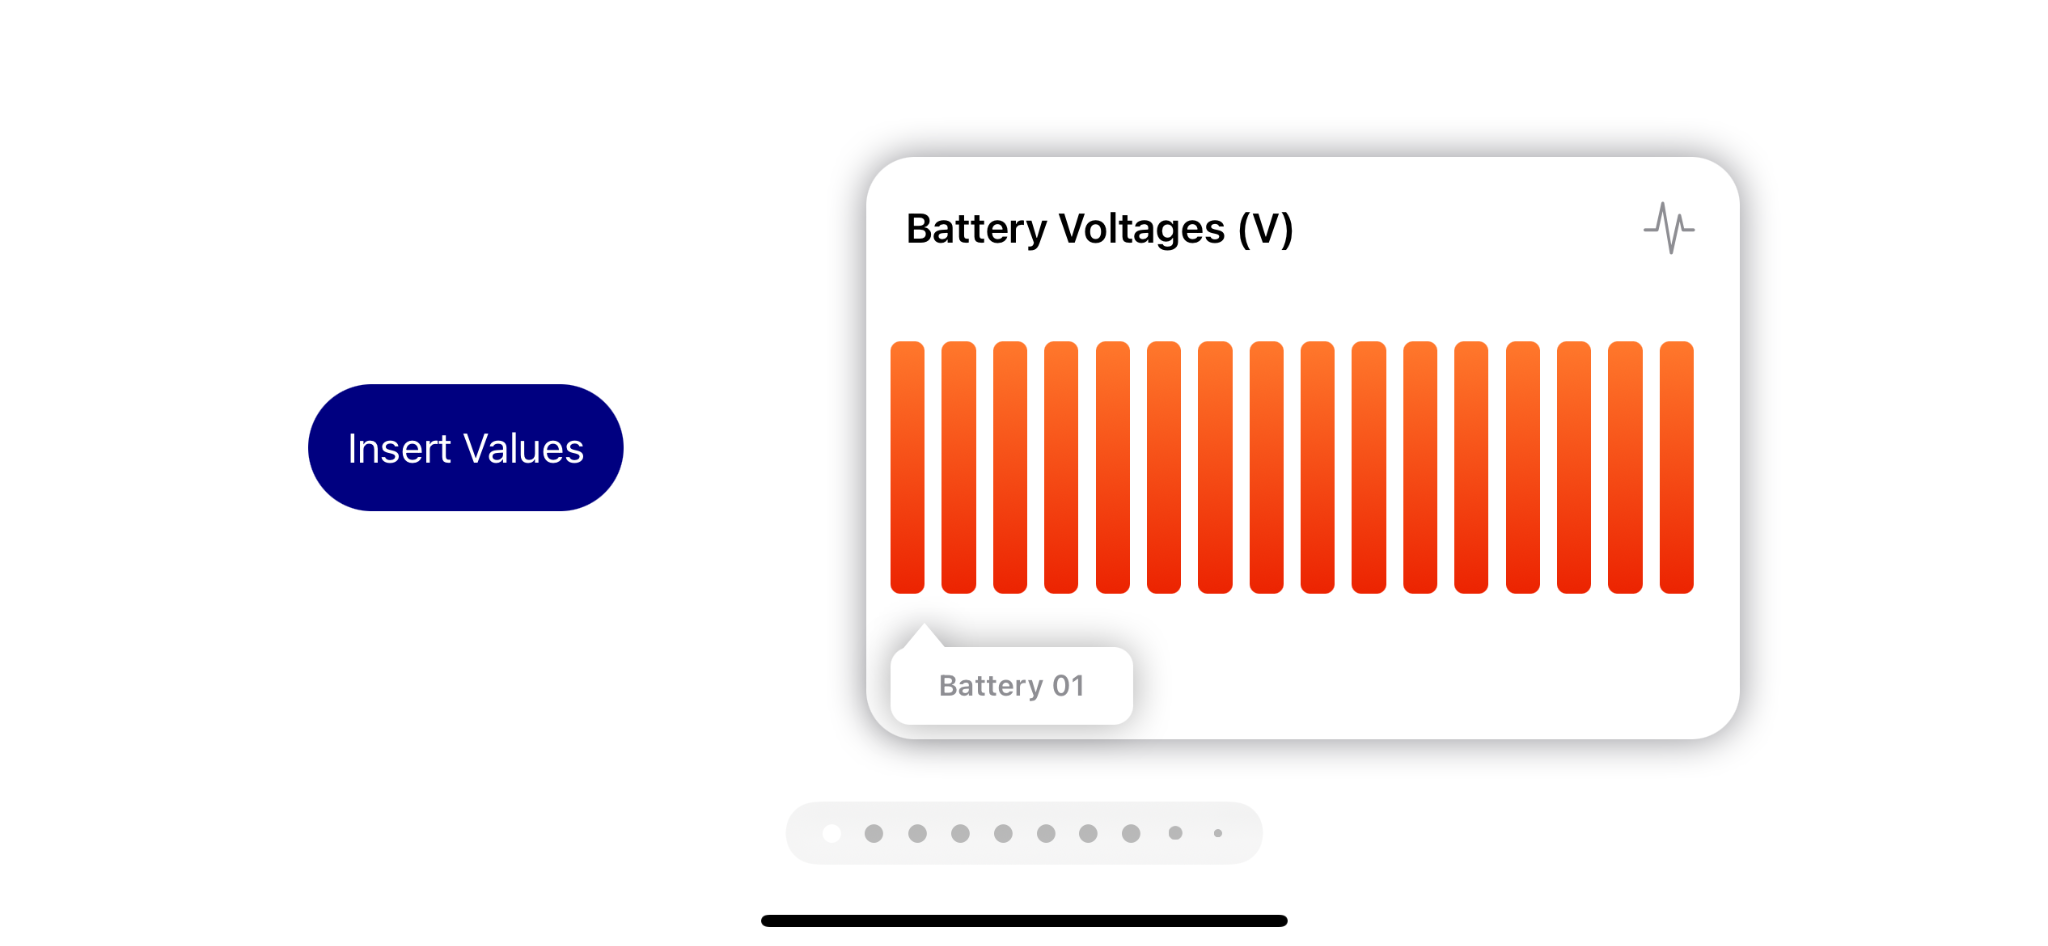 Insert Values
Battery Voltages (V)
Battery 01